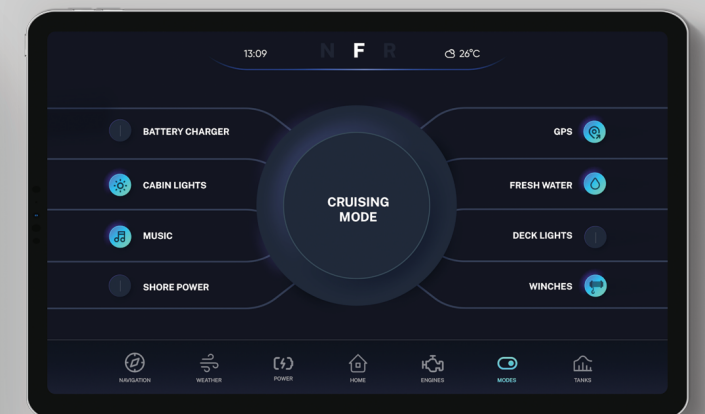 13:09
N F R
26°C
BATTERY CHARGER
GPS
CABIN LIGHTS
FRESH WATER
CRUISING
MODE
MUSIC
DECK LIGHTS
SHORE POWER
WINCHES
NAVIGATION
WEATHER
POWER
HOME
ENGINES
MODES
TANKS